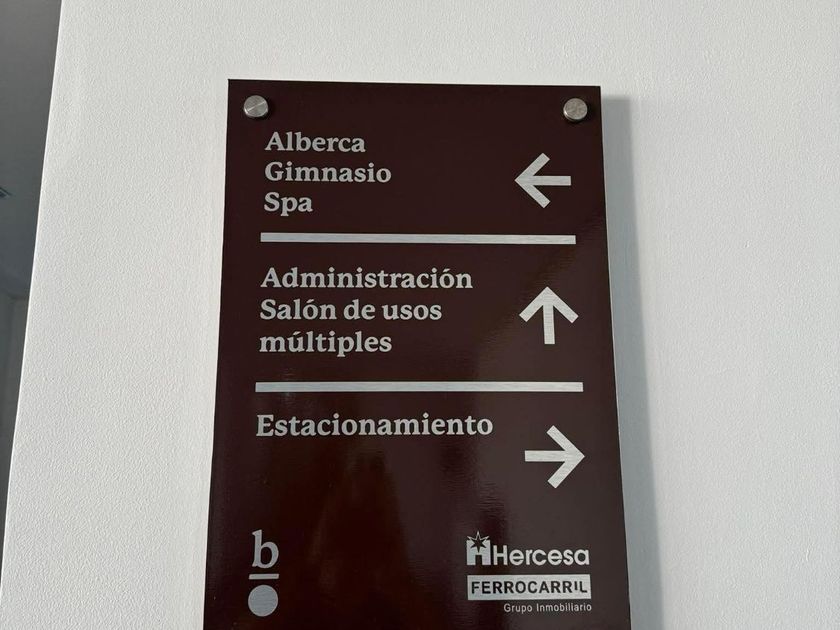 Alberca
Gimnasio
Spa
Administración
Salón de usos
múltiples
Estacionamiento
b
Hercesa
FERROCARRIL
Grupo Inmobiliario